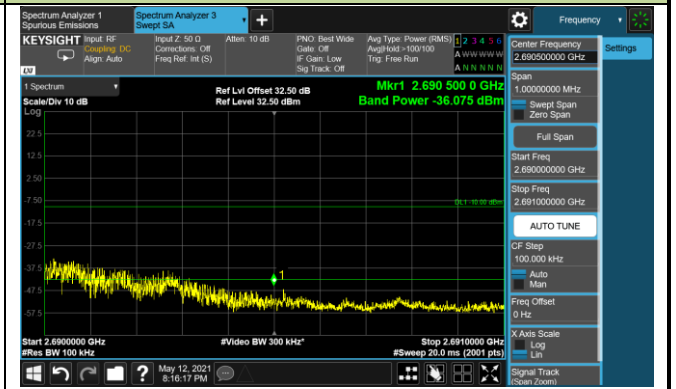 Spectrum Analyzer 1
Spurious Emissions
Spectrum Analyzer 3
Swept SA
Frequency
KEYSIGHT
Input: RF
Coupling: DC
Align: Auto
Input Z: 50 Ω
Corrections: Off
Freq Ref: Int (S)
Atten: 10 dB
PNO: Best Wide
Gate: Off
IF Gain: Low
Sig Track: Off
Avg Type: Power (RMS)
Avg|Hold:>100/100
Trig: Free Run
1 2 3 4 5 6
A W W W W W
A N N N N N
LXI
Center Frequency
2.690500000 GHz
Settings
Span
1.00000000 MHz
Swept Span
Zero Span
Full Span
Start Freq
2.690000000 GHz
Stop Freq
2.691000000 GHz
AUTO TUNE
CF Step
100.000 kHz
Auto
Man
Freq Offset
0 Hz
X Axis Scale
Log
Lin
Signal Track
(Span Zoom)
1 Spectrum
Scale/Div 10 dB
Log
Ref Lvl Offset 32.50 dB
Ref Level 32.50 dBm
Mkr1 2.690 500 0 GHz
Band Power -36.075 dBm
22.5
12.5
2.50
-7.50
-17.5
-27.5
-37.5
-47.5
-57.5
DL1 -10.00 dBm
1
Start 2.6900000 GHz
#Res BW 100 kHz
#Video BW 300 kHz*
Stop 2.6910000 GHz
#Sweep 20.0 ms (2001 pts)
?
May 12, 2021
8:16:17 PM